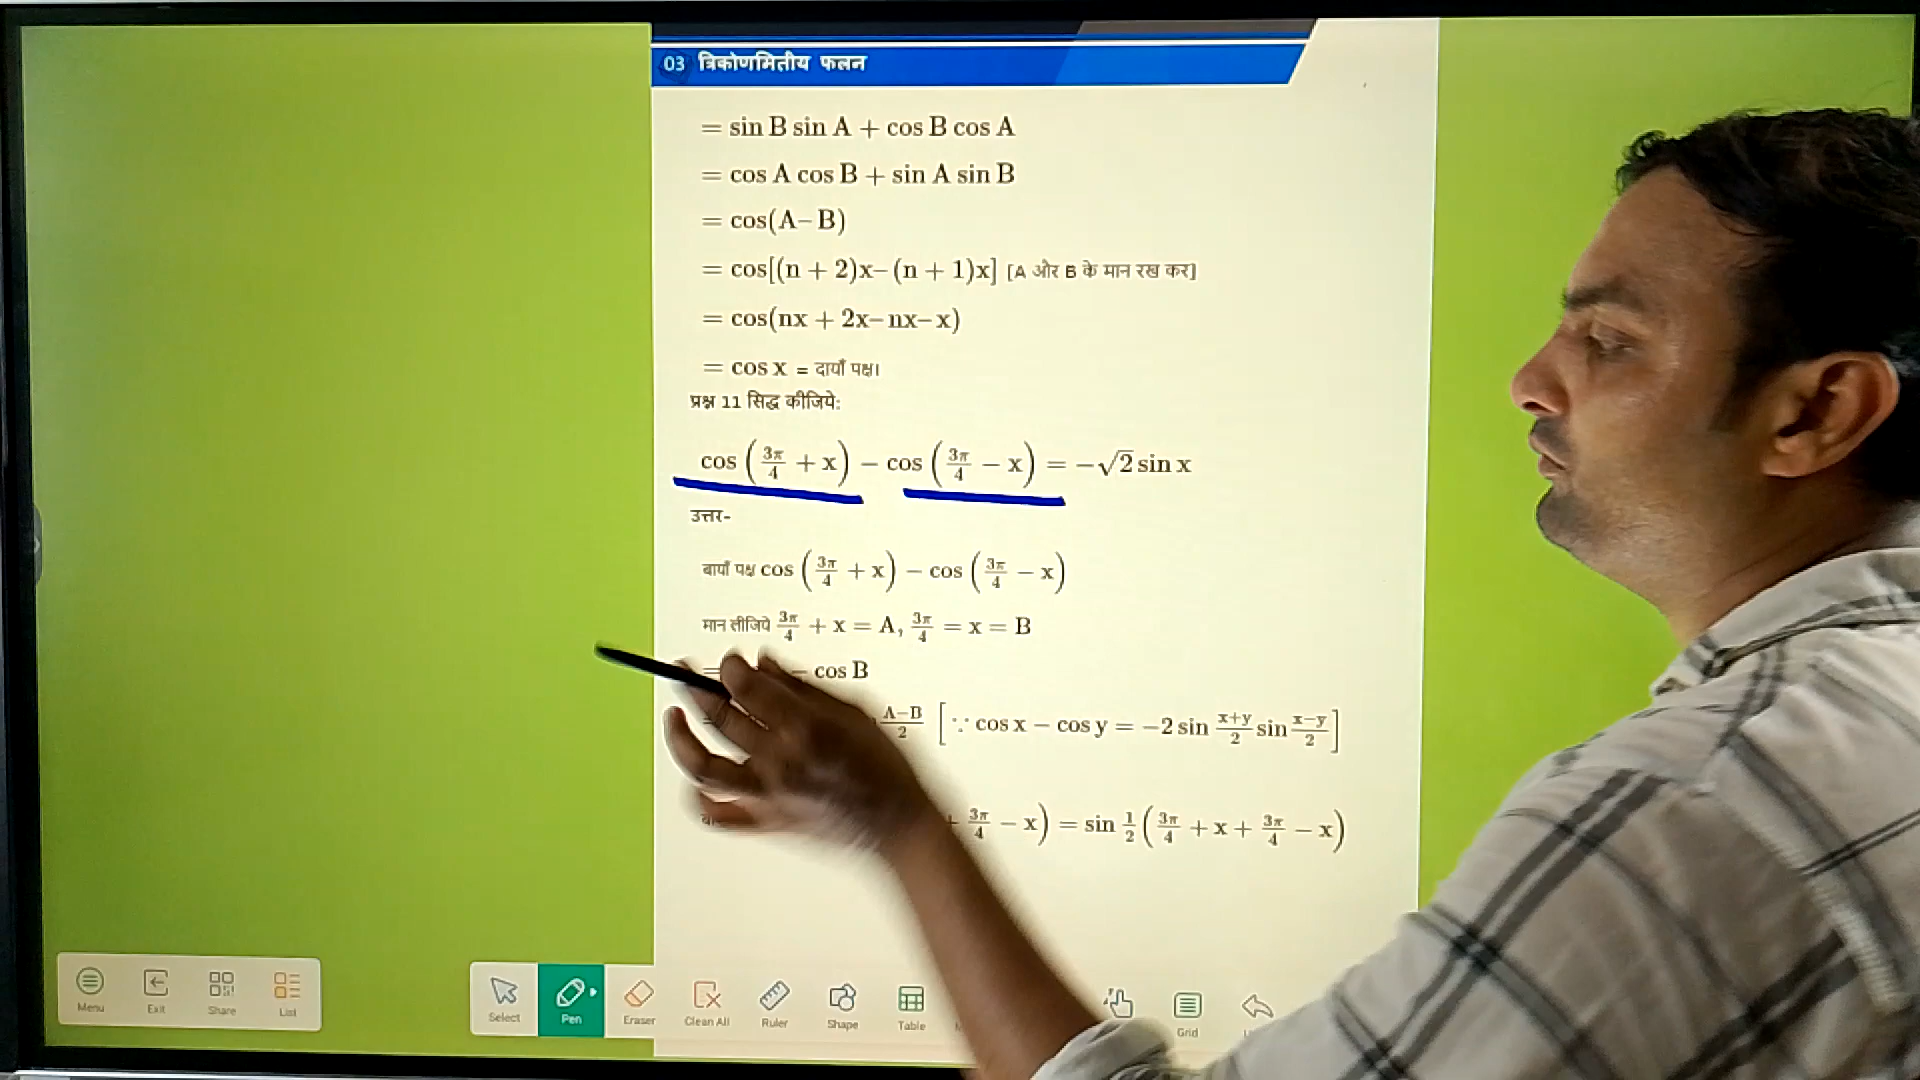 03 त्रिकोणमितीय फलन
= sin B sin A + cos B cos A
= cos A cos B + sin A sin B
= cos(A– B)
= cos[(n + 2)x– (n + 1)x] [A और B के मान रख कर]
= cos(nx + 2x– nx– x)
= cos x = दायाँ पक्ष।
प्रश्न 11 सिद्ध कीजिये:
cos (3π/4 + x) − cos (3π/4 − x) = −√2 sin x
उत्तर-
बायाँ पक्ष cos (3π/4 + x) − cos (3π/4 − x)
मान लीजिये 3π/4 + x = A, 3π/4 = x = B
= − cos B
A−B/2 [∵ cos x − cos y = −2 sin x+y/2 sin x−y/2]
3π/4 − x) = sin 1/2 (3π/4 + x + 3π/4 − x)
Menu Exit Share List
Select Pen Eraser Clean All Ruler Shape Table Grid